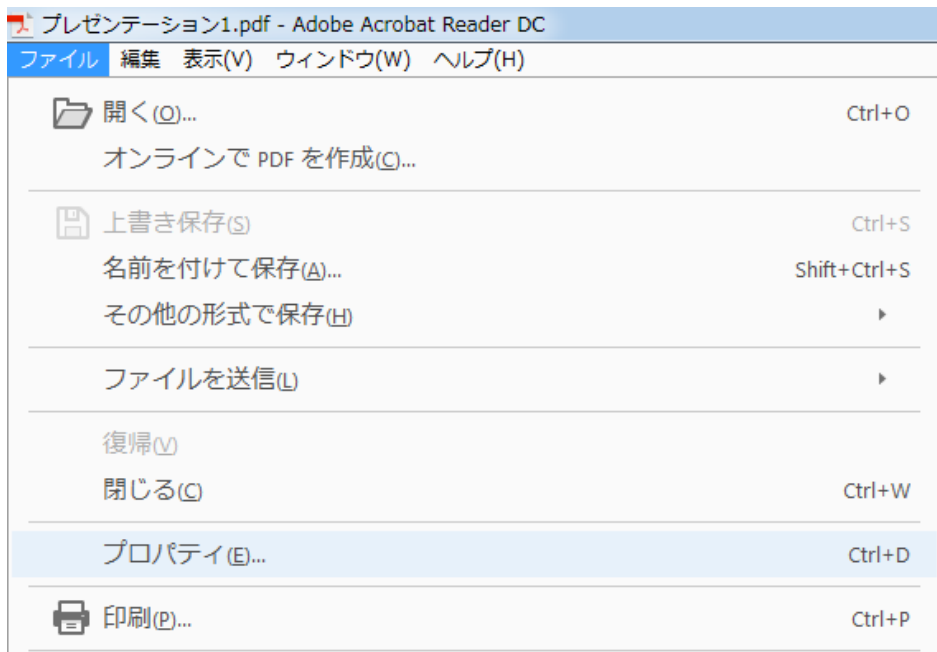 プレゼンテーション1.pdf - Adobe Acrobat Reader DC
ファイル 編集 表示(V) ウィンドウ(W) ヘルプ(H)
開く(O)... Ctrl+O
オンラインで PDF を作成(C)...
上書き保存(S) Ctrl+S
名前を付けて保存(A)... Shift+Ctrl+S
その他の形式で保存(H)
ファイルを送信(L)
復帰(V)
閉じる(C) Ctrl+W
プロパティ(E)... Ctrl+D
印刷(P)... Ctrl+P